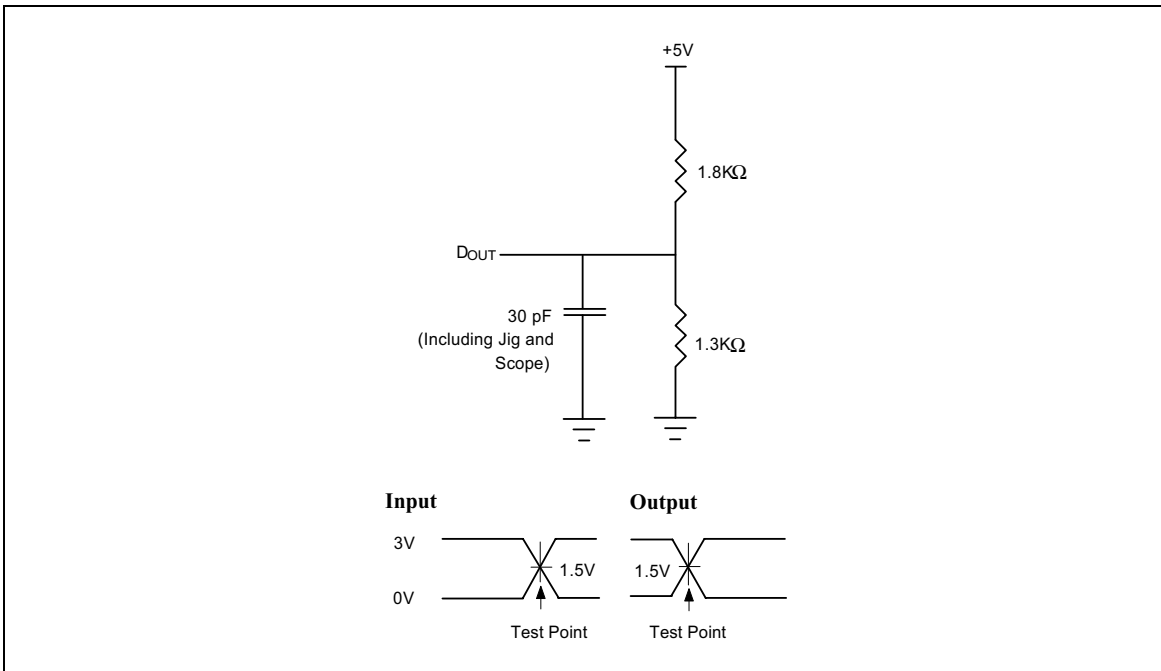 +5V
1.8KΩ
DOUT
30 pF
(Including Jig and
Scope)
1.3KΩ
Input
Output
3V
1.5V
1.5V
0V
Test Point
Test Point